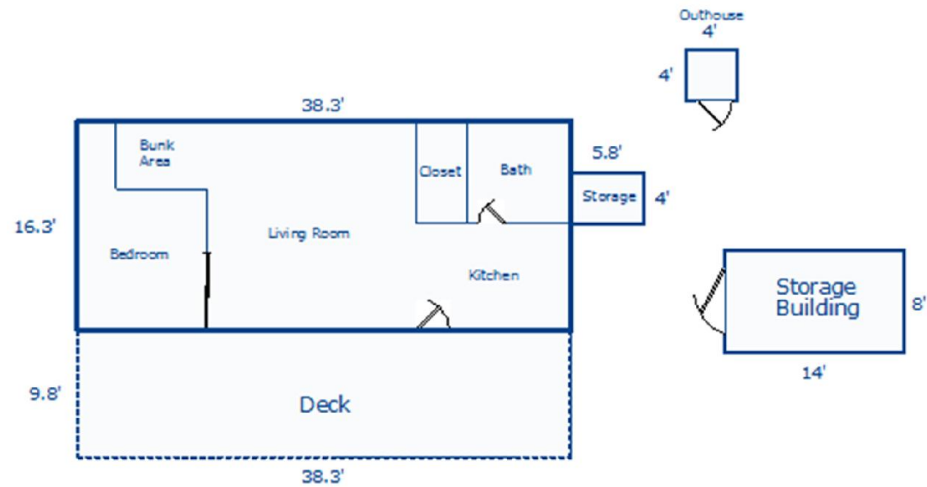 Outhouse
4'
4'
38.3'
Bunk
Area
Closet
Bath
5.8'
Storage
4'
16.3'
Living Room
Bedroom
Kitchen
Storage
Building
8'
14'
9.8'
Deck
38.3'